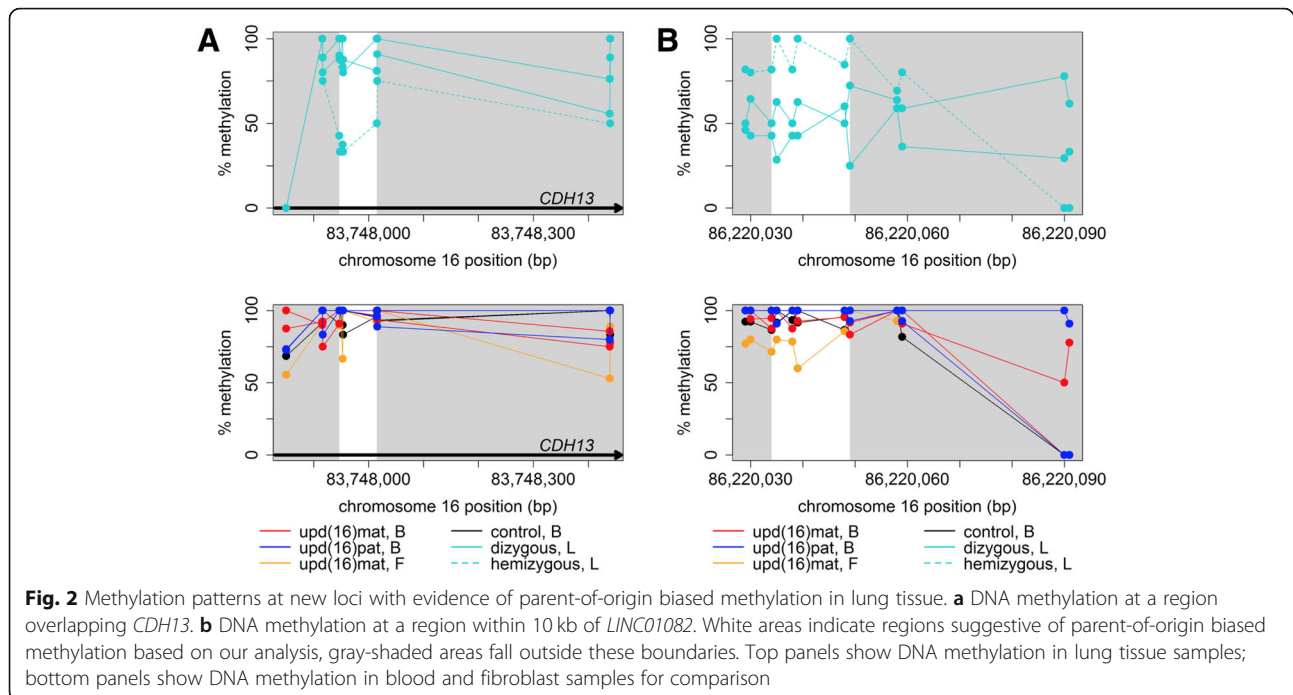 A
B
100
50
0
% methylation
CDH13
83,748,000
83,748,300
chromosome 16 position (bp)
100
50
0
% methylation
86,220,030
86,220,060
86,220,090
chromosome 16 position (bp)
100
50
0
% methylation
CDH13
83,748,000
83,748,300
chromosome 16 position (bp)
100
50
0
% methylation
86,220,030
86,220,060
86,220,090
chromosome 16 position (bp)
upd(16)mat, B
upd(16)pat, B
upd(16)mat, F
control, B
dizygous, L
hemizygous, L
upd(16)mat, B
upd(16)pat, B
upd(16)mat, F
control, B
dizygous, L
hemizygous, L
Fig. 2 Methylation patterns at new loci with evidence of parent-of-origin biased methylation in lung tissue. a DNA methylation at a region
overlapping CDH13. b DNA methylation at a region within 10 kb of LINC01082. White areas indicate regions suggestive of parent-of-origin biased
methylation based on our analysis, gray-shaded areas fall outside these boundaries. Top panels show DNA methylation in lung tissue samples;
bottom panels show DNA methylation in blood and fibroblast samples for comparison